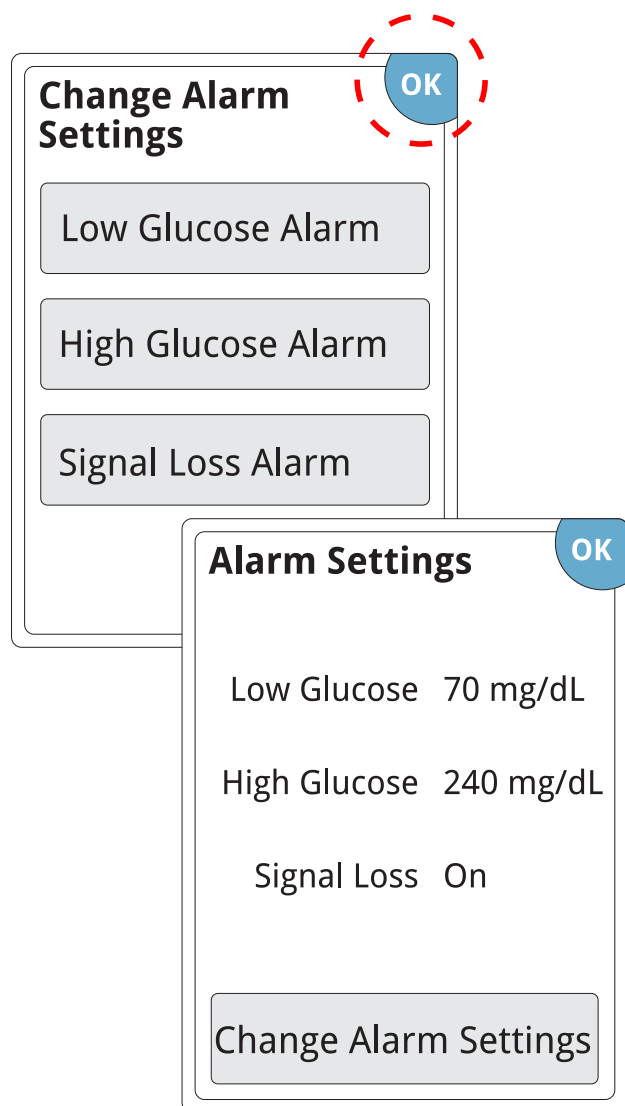 OK
Change Alarm
Settings
Low Glucose Alarm
High Glucose Alarm
Signal Loss Alarm
OK
Alarm Settings
Low Glucose 70 mg/dL
High Glucose 240 mg/dL
Signal Loss On
Change Alarm Settings